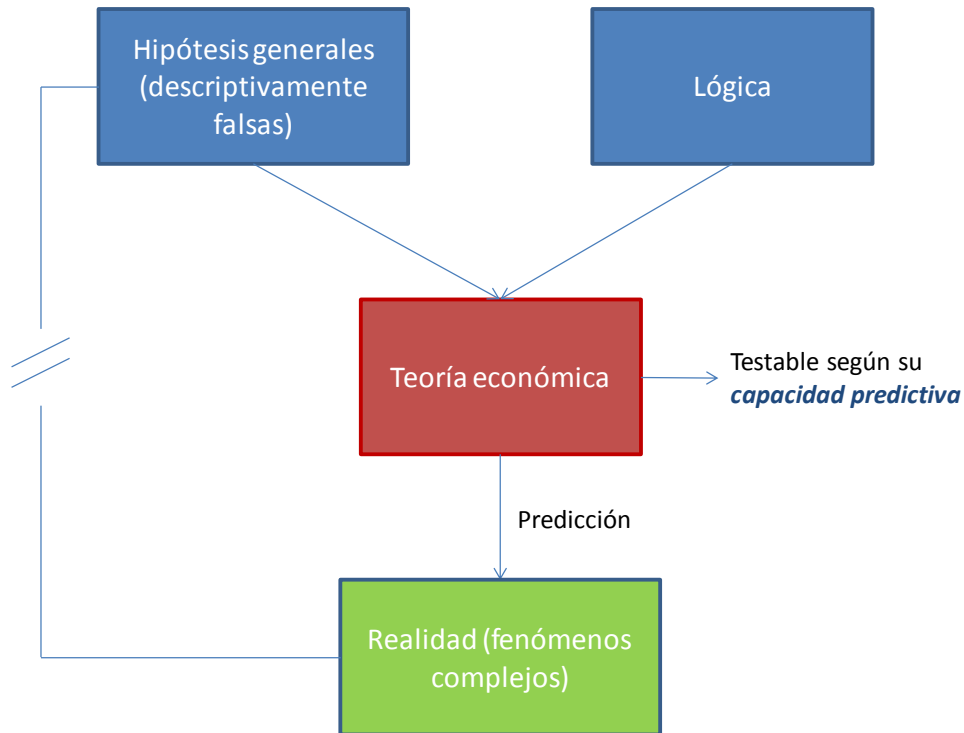 Hipótesis generales
(descriptivamente
falsas)
Lógica
Teoría económica
Testable según su
capacidad predictiva
Predicción
Realidad (fenómenos
complejos)